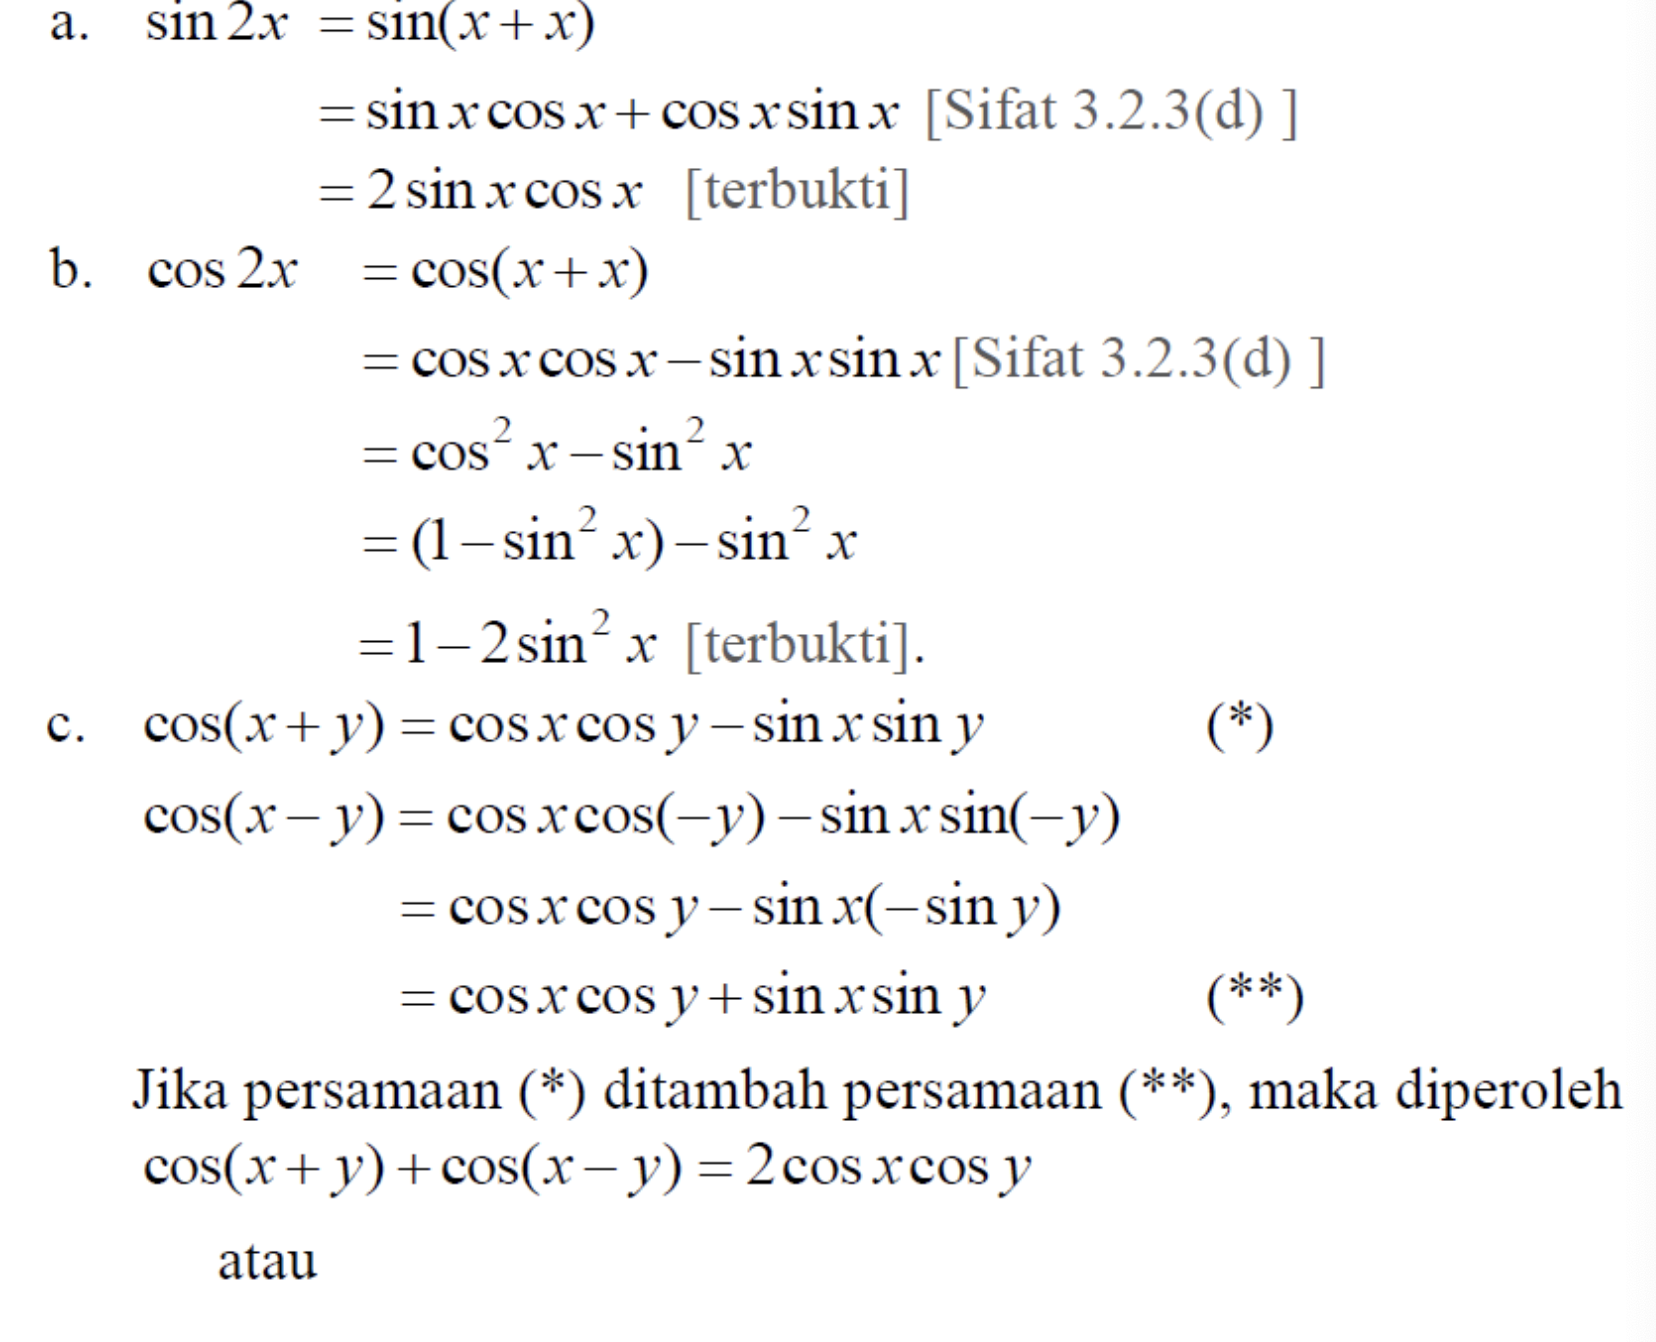 a. sin 2x = sin(x + x)
= sin x cos x + cos x sin x [Sifat 3.2.3(d) ]
= 2 sin x cos x [terbukti]
b. cos 2x = cos(x + x)
= cos x cos x − sin x sin x [Sifat 3.2.3(d) ]
= cos² x − sin² x
= (1 − sin² x) − sin² x
= 1 − 2 sin² x [terbukti].
c. cos(x + y) = cos x cos y − sin x sin y (*)
cos(x − y) = cos x cos(−y) − sin x sin(−y)
= cos x cos y − sin x(−sin y)
= cos x cos y + sin x sin y (**)
Jika persamaan (*) ditambah persamaan (**), maka diperoleh
cos(x + y) + cos(x − y) = 2 cos x cos y
atau